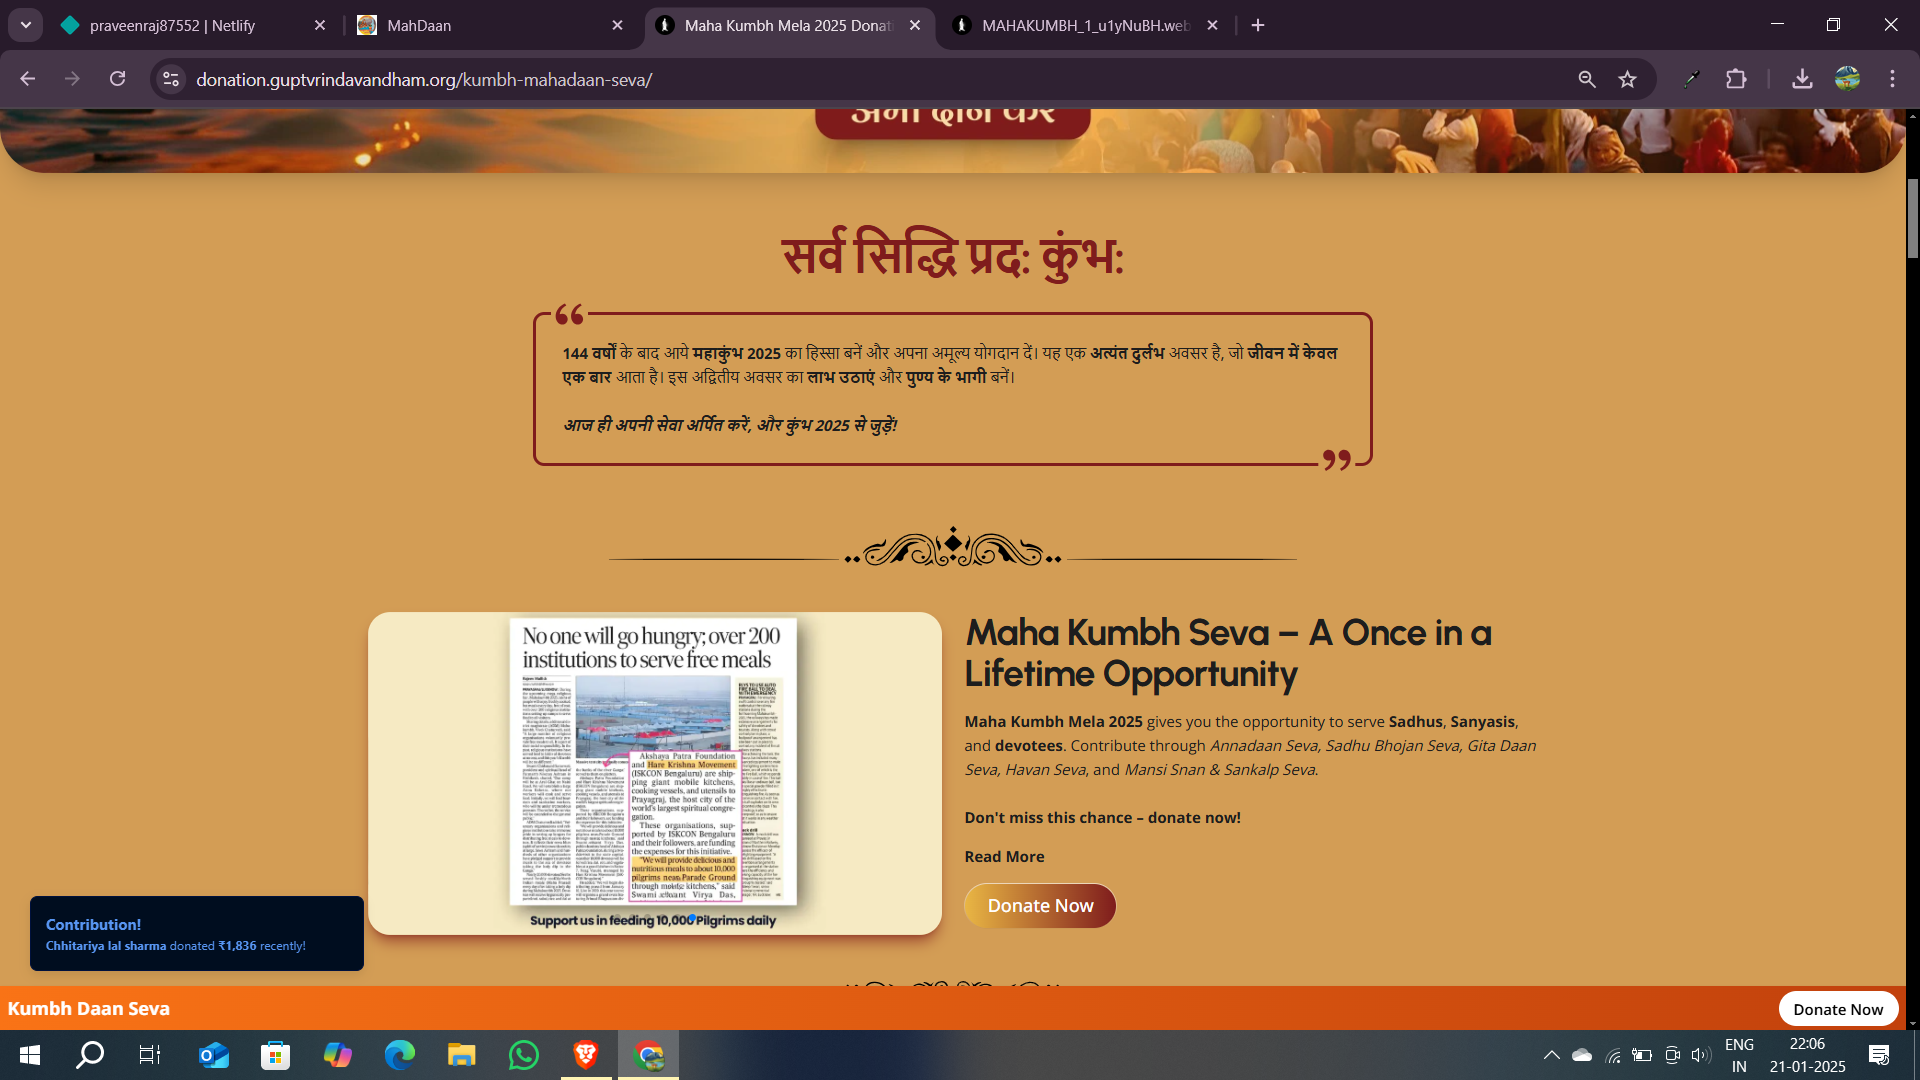 praveenraj87552 | Netlify
MahDaan
Maha Kumbh Mela 2025 Donat
MAHAKUMBH_1_u1yNuBH.web
donation.guptvrindavandham.org/kumbh-mahadaan-seva/
अभी दान करें
सर्व सिद्धि प्रद: कुंभ:
144 वर्षों के बाद आये महाकुंभ 2025 का हिस्सा बनें और अपना अमूल्य योगदान दें। यह एक अत्यंत दुर्लभ अवसर है, जो जीवन में केवल
एक बार आता है। इस अद्वितीय अवसर का लाभ उठाएं और पुण्य के भागी बनें।
आज ही अपनी सेवा अर्पित करें, और कुंभ 2025 से जुड़ें!
No one will go hungry; over 200
institutions to serve free meals
Akshaya Patra Foundation
and Hare Krishna Movement
(ISKCON Bengaluru) are ship-
ping giant mobile kitchens,
cooking vessels, and utensils to
Prayagraj, the host city of the
world's largest spiritual congre-
gation.
These organisations, sup-
ported by ISKCON Bengaluru
and their followers, are funding
the expenses for this initiative.
"We will provide delicious and
nutritious meals to about 10,000
pilgrims near Parade Ground
through mobile kitchens," said
Swami Virya Das,
Support us in feeding 10,000 Pilgrims daily
Maha Kumbh Seva – A Once in a
Lifetime Opportunity
Maha Kumbh Mela 2025 gives you the opportunity to serve Sadhus, Sanyasis,
and devotees. Contribute through Annadaan Seva, Sadhu Bhojan Seva, Gita Daan
Seva, Havan Seva, and Mansi Snan & Sankalp Seva.
Don't miss this chance – donate now!
Read More
Donate Now
Contribution!
Chhitariya lal sharma donated ₹1,836 recently!
Kumbh Daan Seva
Donate Now
ENG
IN
22:06
21-01-2025